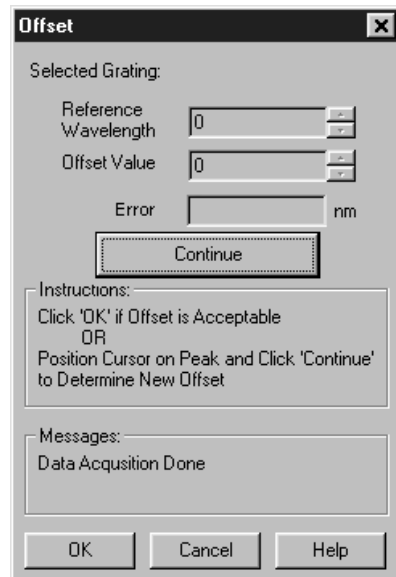 Offset
Selected Grating:
Reference
Wavelength
0
Offset Value
0
Error
nm
Continue
Instructions:
Click 'OK' if Offset is Acceptable
OR
Position Cursor on Peak and Click 'Continue'
to Determine New Offset
Messages:
Data Acqusition Done
OK
Cancel
Help